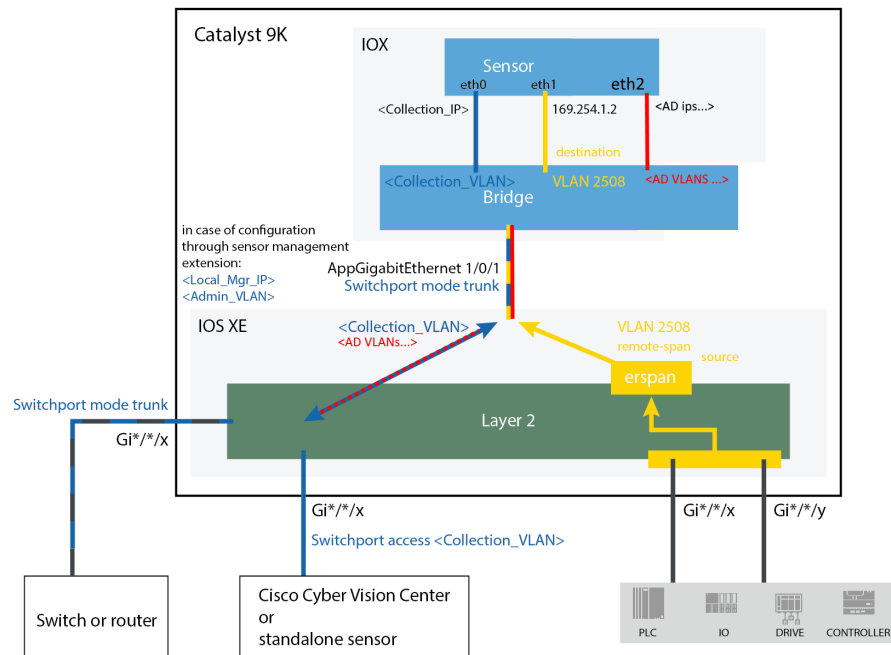 Catalyst 9K
IOX
Sensor
eth0
eth1
eth2
<Collection_IP>
169.254.1.2
<AD ips...>
destination
<Collection_VLAN>
VLAN 2508
<AD VLANS ...>
Bridge
in case of configuration
through sensor management
extension:
<Local_Mgr_IP>
<Admin_VLAN>
AppGigabitEthernet 1/0/1
Switchport mode trunk
IOS XE
<Collection_VLAN>
<AD VLANs...>
VLAN 2508
remote-span
source
erspan
Switchport mode trunk
Layer 2
Gi*/*/x
Gi*/*/x
Gi*/*/x
Gi*/*/y
Switchport access <Collection_VLAN>
Switch or router
Cisco Cyber Vision Center
or
standalone sensor
PLC
IO
DRIVE
CONTROLLER